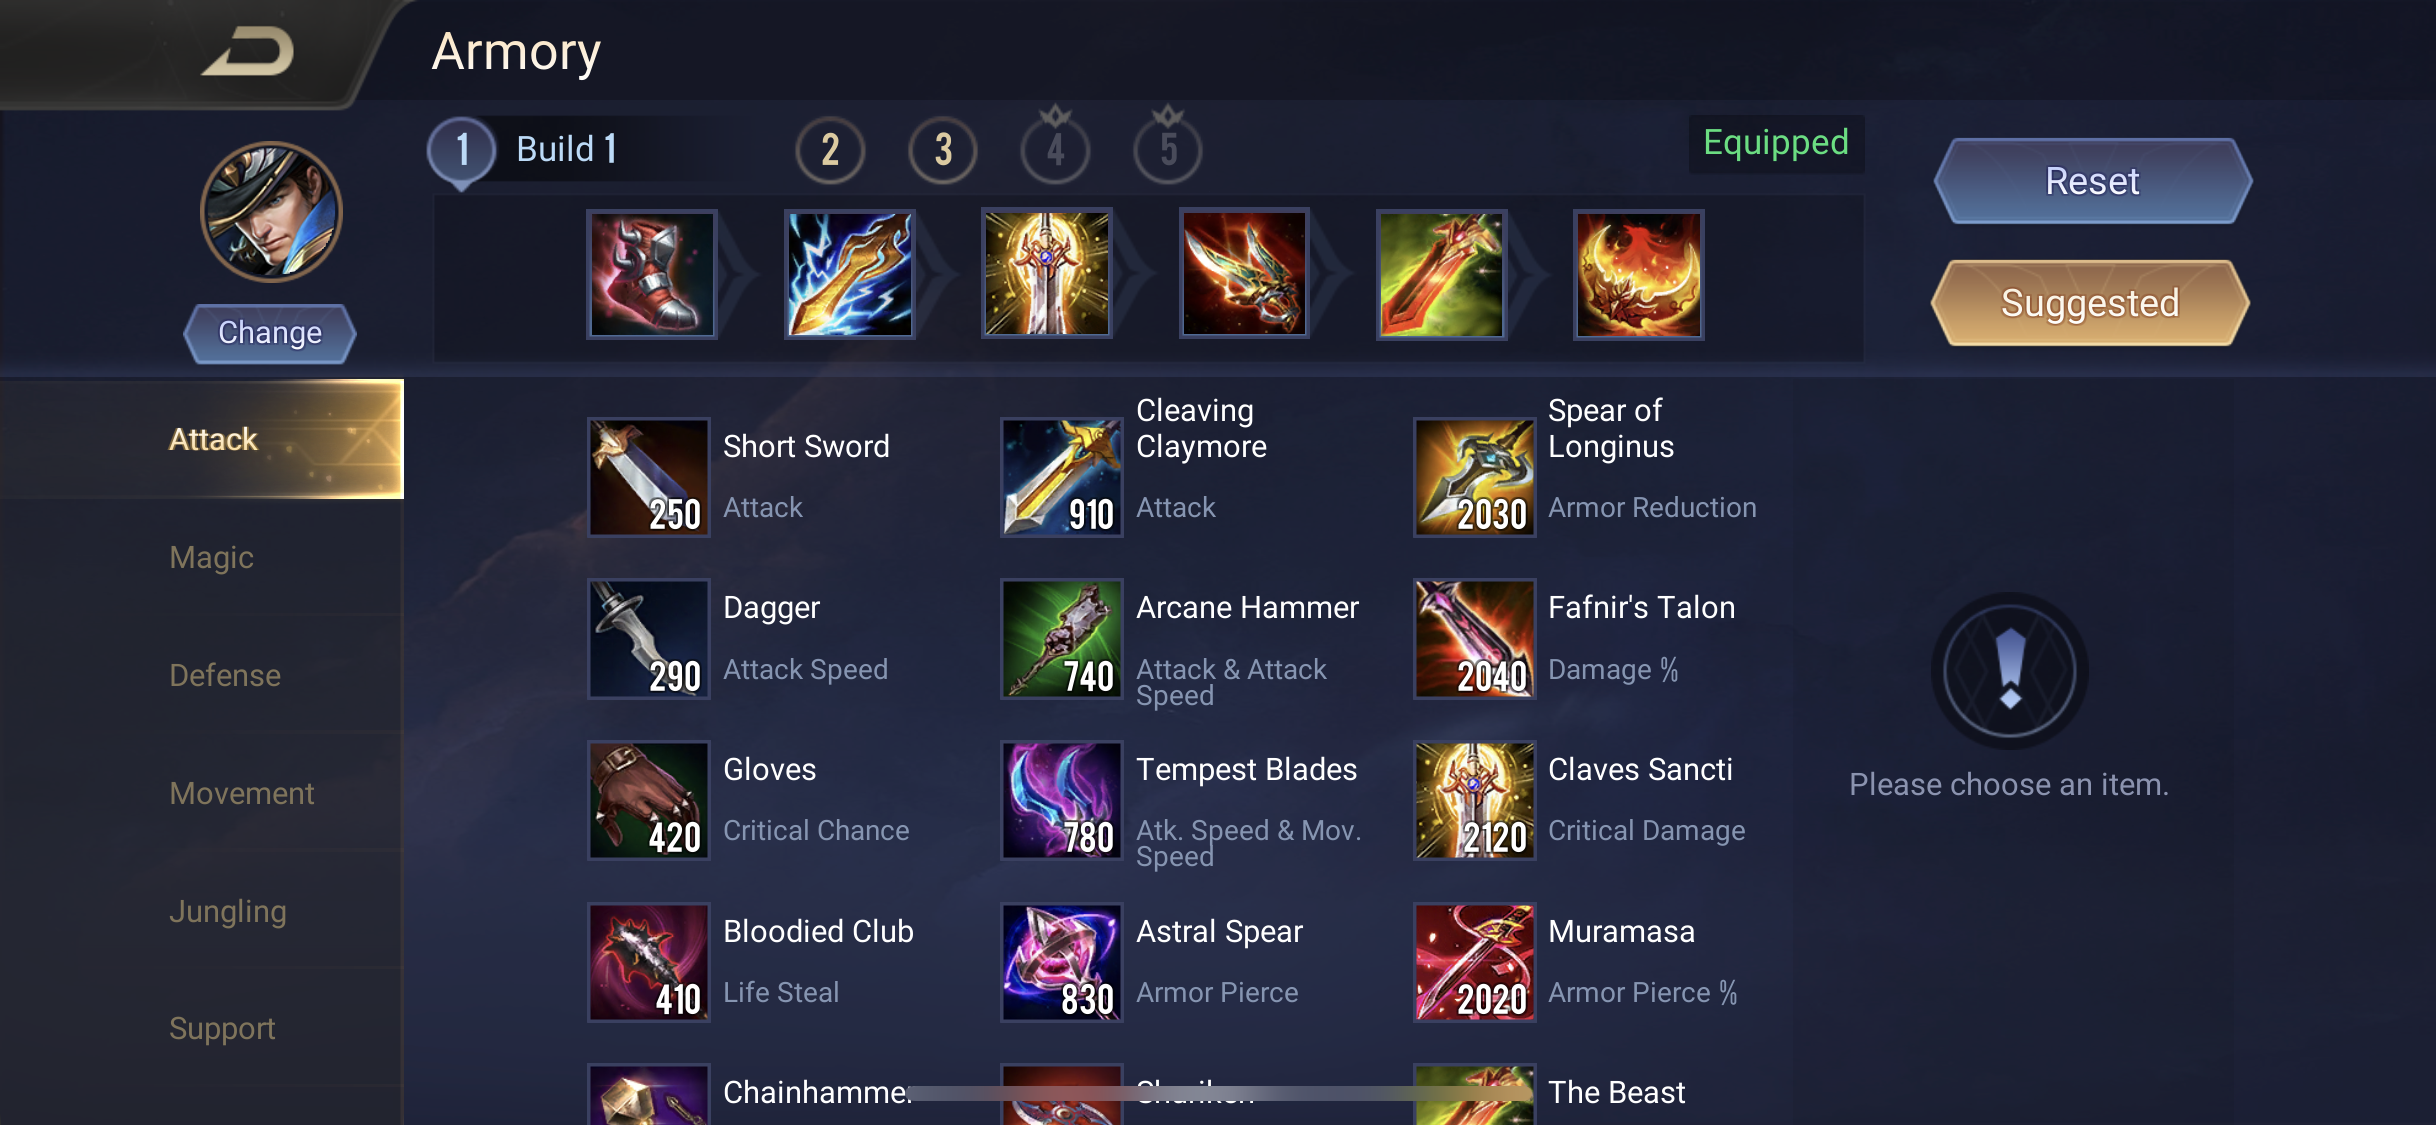 Armory
1 Build 1 2 3 4 5 Equipped
Reset
Change
Suggested
Attack
Magic
Defense
Movement
Jungling
Support
Short Sword
250 Attack
Cleaving
Claymore
910 Attack
Spear of
Longinus
2030 Armor Reduction
Dagger
290 Attack Speed
Arcane Hammer
740 Attack & Attack
Speed
Fafnir's Talon
2040 Damage %
Gloves
420 Critical Chance
Tempest Blades
780 Atk. Speed & Mov.
Speed
Claves Sancti
2120 Critical Damage
Bloodied Club
410 Life Steal
Astral Spear
830 Armor Pierce
Muramasa
2020 Armor Pierce %
Chainhammer
Shuriken
The Beast
Please choose an item.